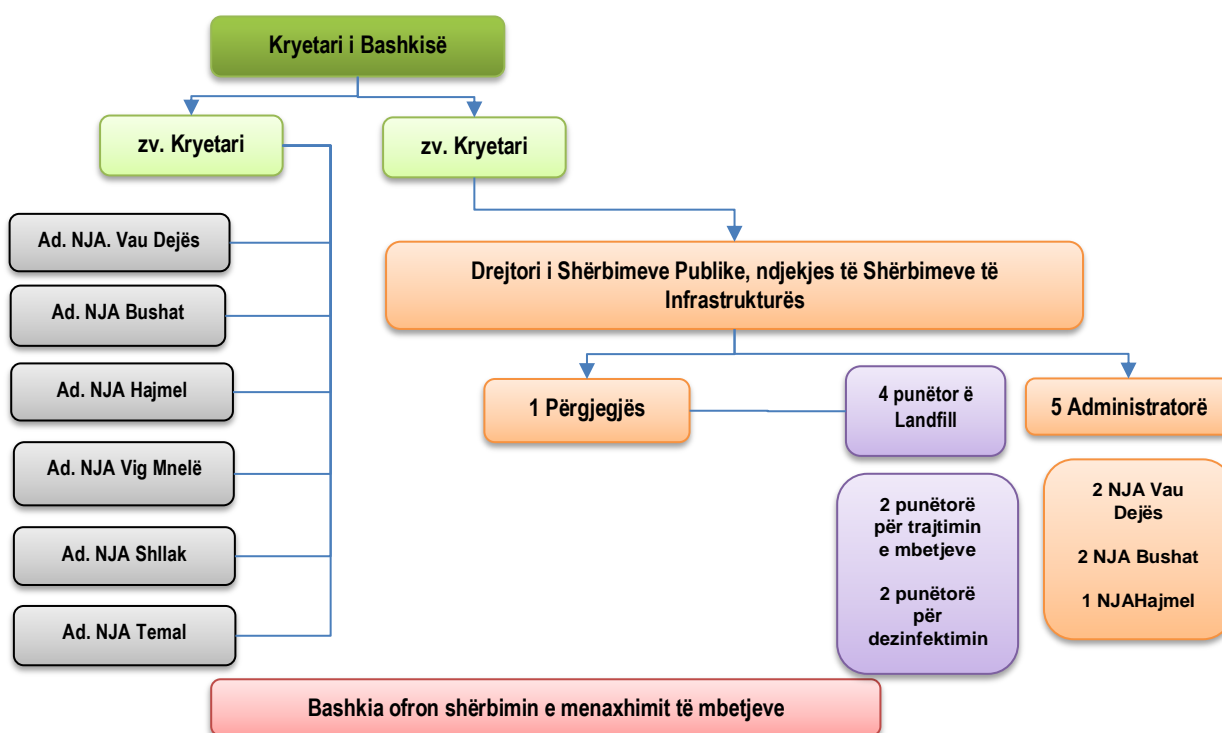 Kryetari i Bashkisë
zv. Kryetari
zv. Kryetari
Ad. NJA. Vau Dejës
Ad. NJA Bushat
Ad. NJA Hajmel
Ad. NJA Vig Mnelë
Ad. NJA Shllak
Ad. NJA Temal
Drejtori i Shërbimeve Publike, ndjekjes të Shërbimeve të
Infrastrukturës
1 Përgjegjës
4 punëtor ë
Landfill
5 Administratorë
2 punëtorë
për trajtimin
e mbetjeve
2 punëtorë
për
dezinfektimin
2 NJA Vau
Dejës
2 NJA Bushat
1 NJAHajmel
Bashkia ofron shërbimin e menaxhimit të mbetjeve